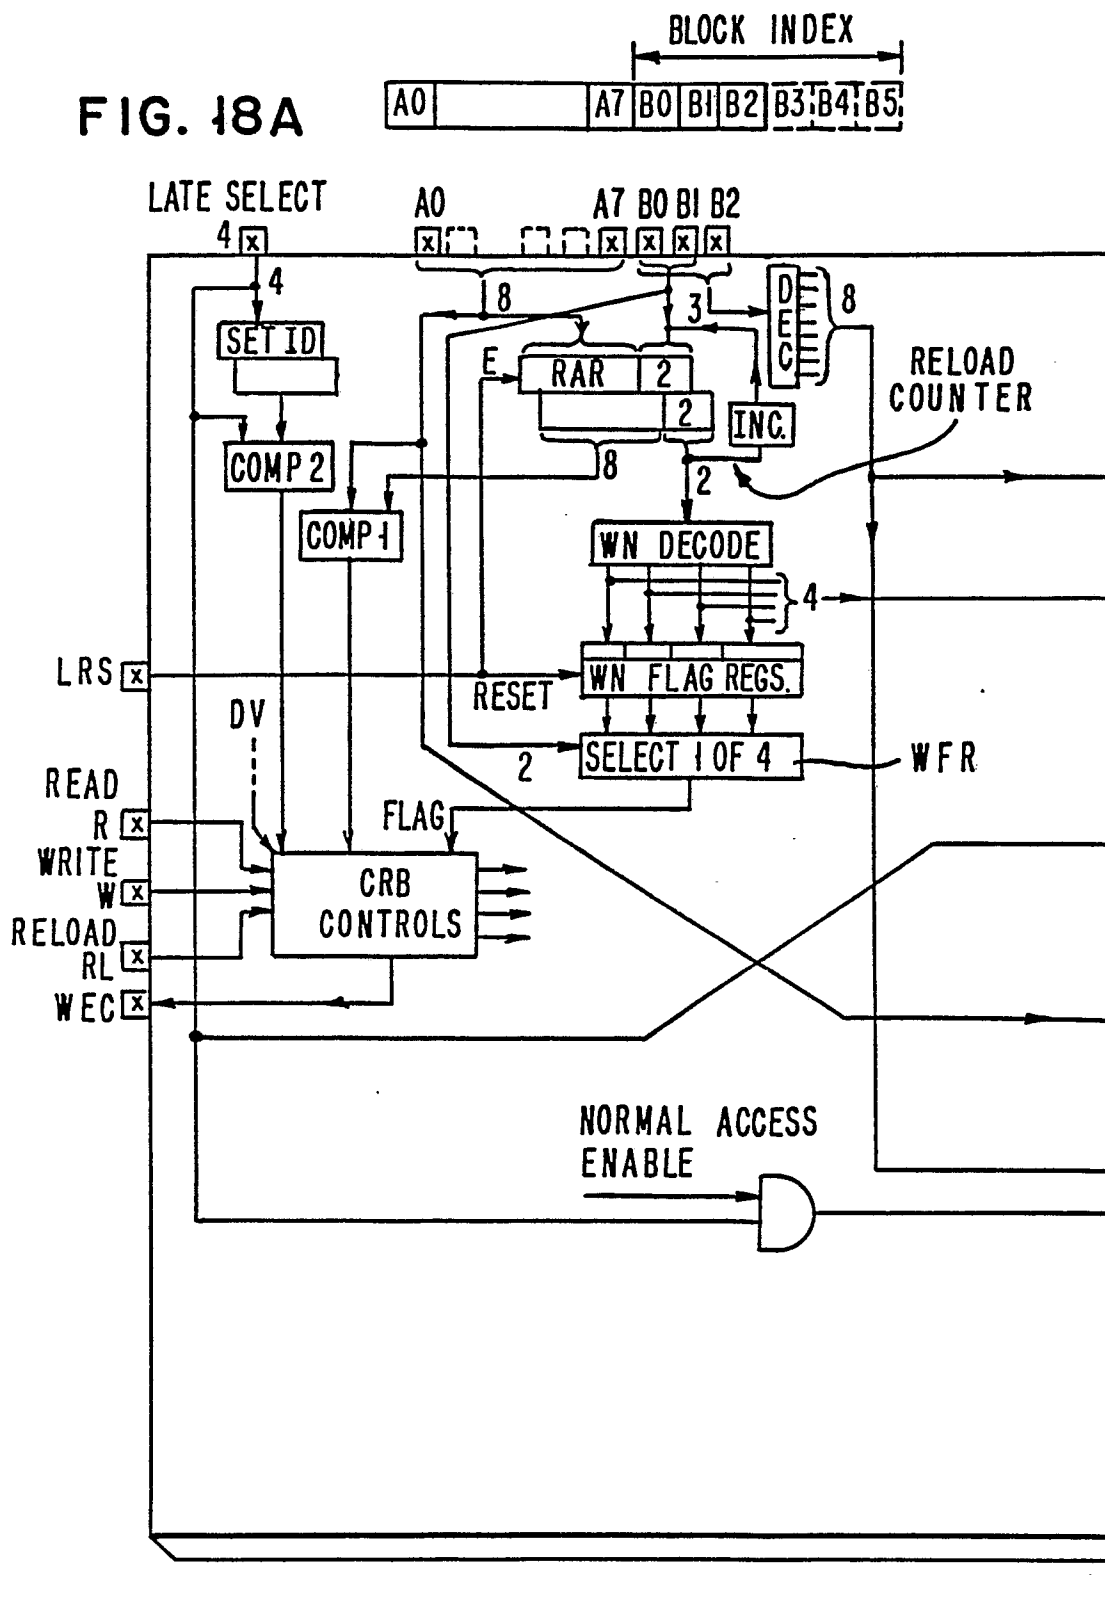 BLOCK INDEX
A0 A7 B0 B1 B2 B3 B4 B5
FIG. 18A
LATE SELECT
4 X
A0 A7 B0 B1 B2
X X X X X
4
8
3
DEC
8
SET ID
E
RAR 2
2
INC.
RELOAD
COUNTER
COMP 2
8
2
COMP 1
WN DECODE
4
LRS X
RESET
WN FLAG REGS.
DV
2
SELECT 1 OF 4
WFR
READ
R X
FLAG
WRITE
W X
CRB
CONTROLS
RELOAD
RL X
WEC X
NORMAL ACCESS
ENABLE